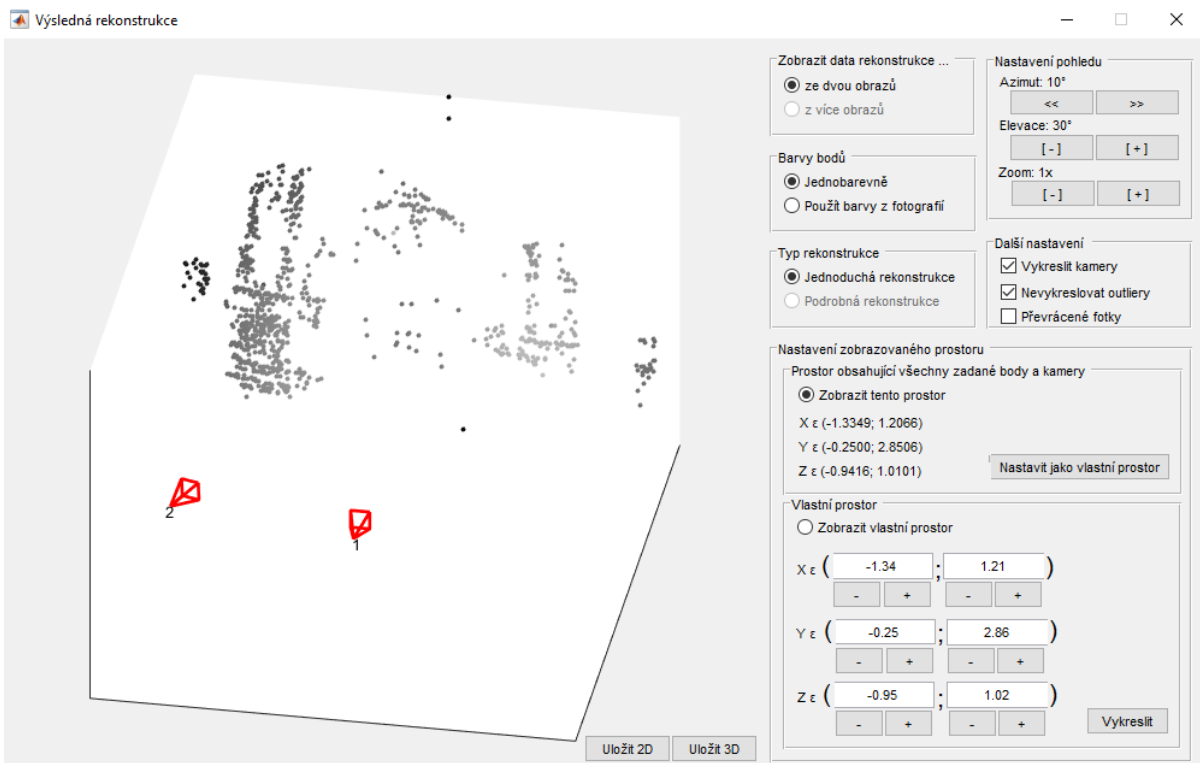 Výsledná rekonstrukce
Zobrazit data rekonstrukce ...
ze dvou obrazů
z více obrazů
Barvy bodů
Jednobarevně
Použít barvy z fotografií
Typ rekonstrukce
Jednoduchá rekonstrukce
Podrobná rekonstrukce
Nastavení pohledu
Azimut: 10°
<< >>
Elevace: 30°
[ - ] [ + ]
Zoom: 1x
[ - ] [ + ]
Další nastavení
Vykreslit kamery
Nevykreslovat outliery
Převrácené fotky
Nastavení zobrazovaného prostoru
Prostor obsahující všechny zadané body a kamery
Zobrazit tento prostor
X ε (-1.3349; 1.2066)
Y ε (-0.2500; 2.8506)
Z ε (-0.9416; 1.0101)
Nastavit jako vlastní prostor
Vlastní prostor
Zobrazit vlastní prostor
X ε ( -1.34 ; 1.21 )
- + - +
Y ε ( -0.25 ; 2.86 )
- + - +
Z ε ( -0.95 ; 1.02 )
- + - +
Vykreslit
2
1
Uložit 2D Uložit 3D